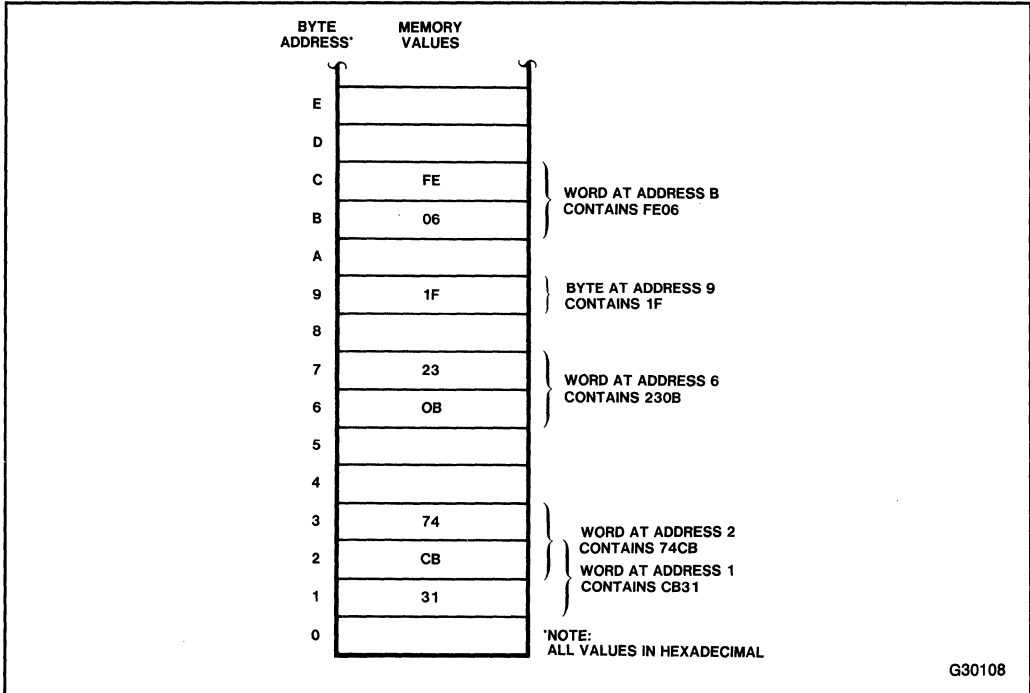 BYTE ADDRESS* MEMORY VALUES
E
D
C FE
WORD AT ADDRESS B
CONTAINS FE06
B 06
A
9 1F
BYTE AT ADDRESS 9
CONTAINS 1F
8
7 23
WORD AT ADDRESS 6
CONTAINS 230B
6 OB
5
4
3 74
WORD AT ADDRESS 2
CONTAINS 74CB
2 CB
WORD AT ADDRESS 1
CONTAINS CB31
1 31
0
*NOTE:
ALL VALUES IN HEXADECIMAL
G30108